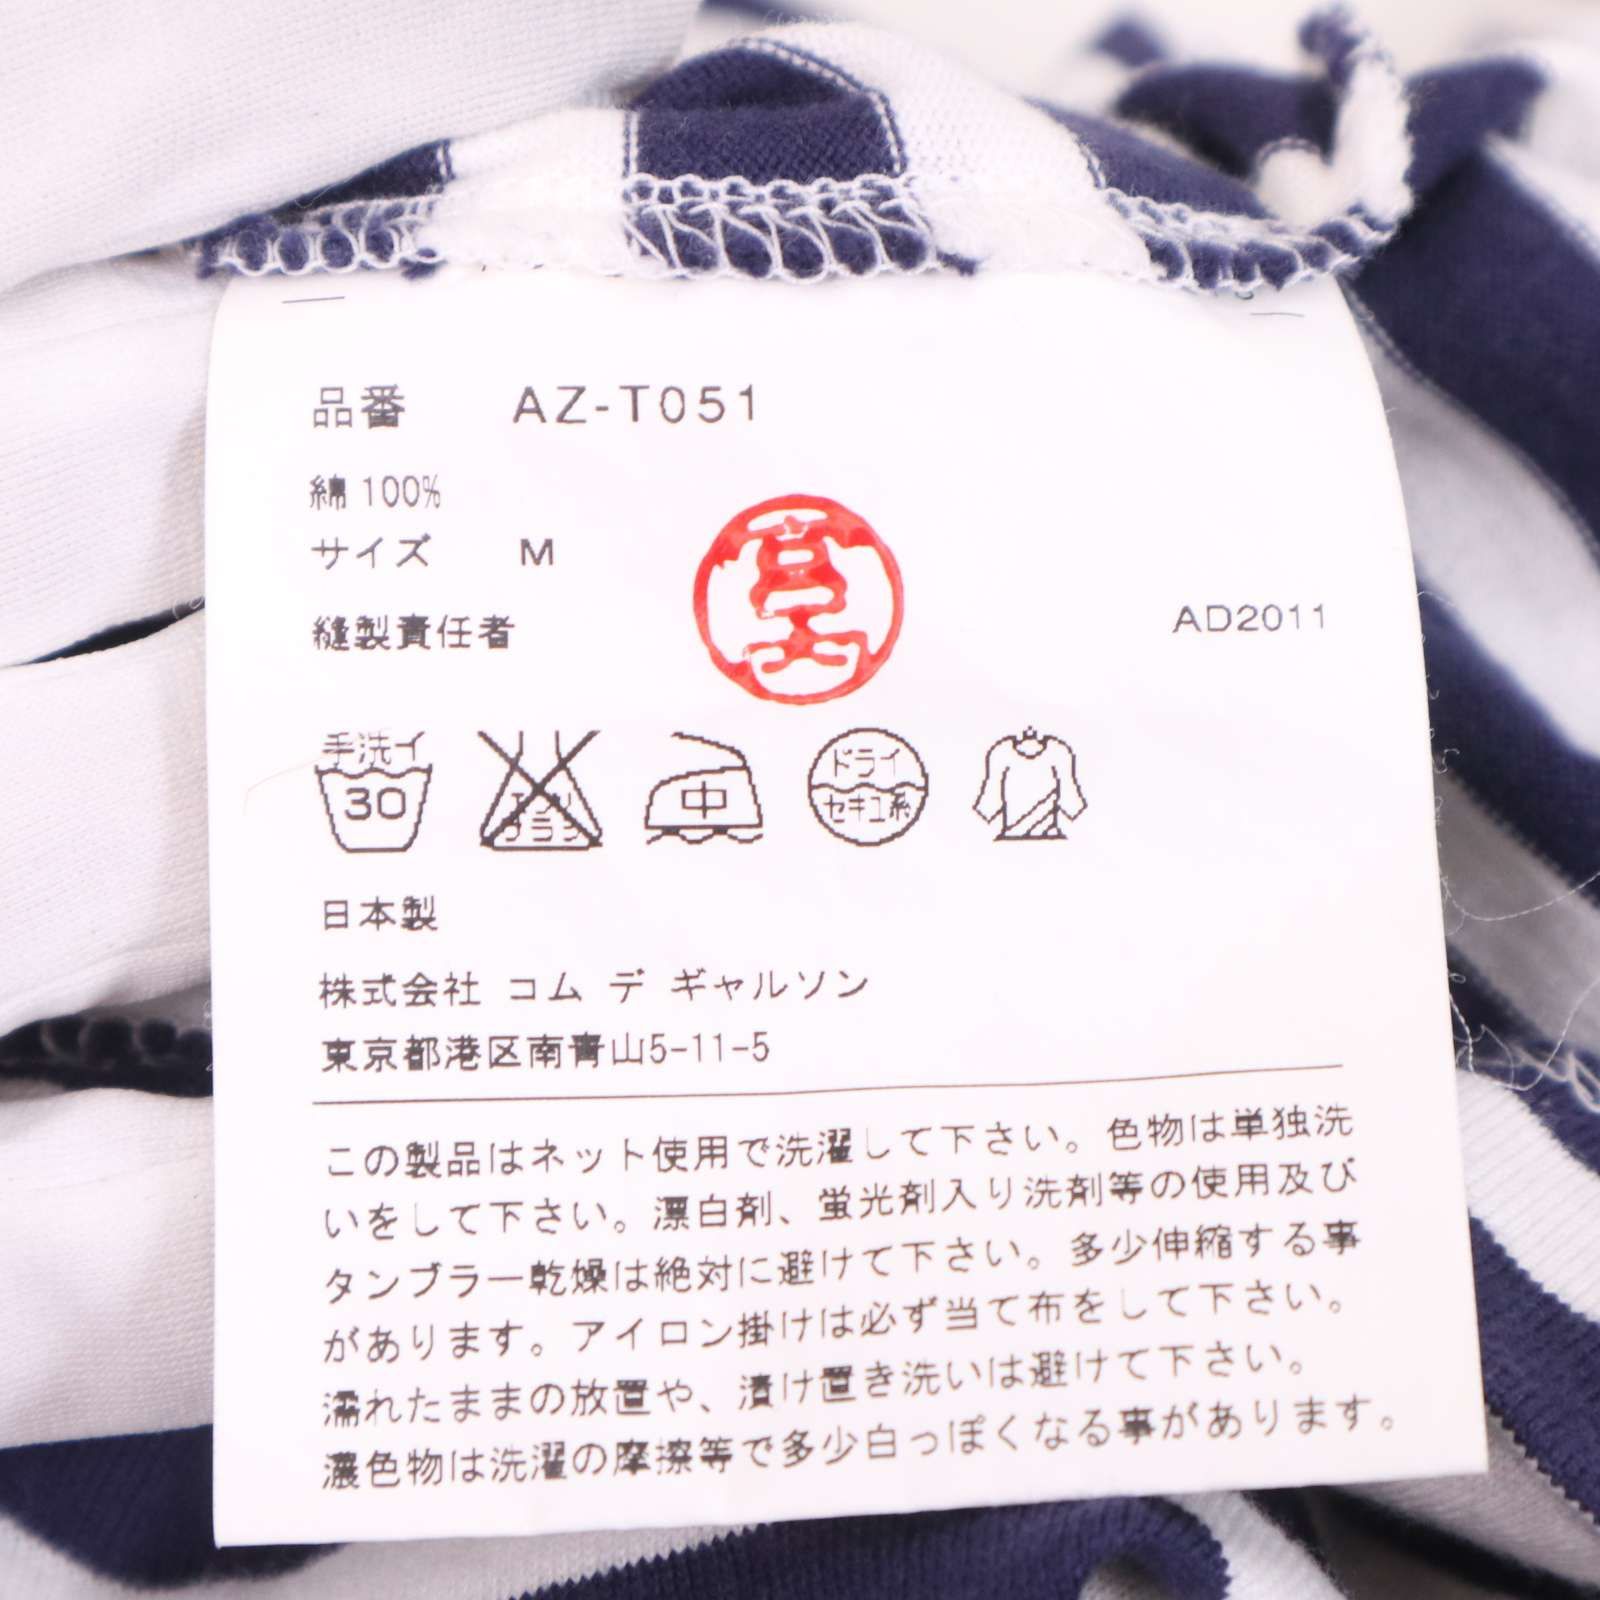 品番 AZ-T051
綿 100%
サイズ M
縫製責任者
AD2011
手洗イ
30
エンソ
サラシ
中
ドライ
セキユ系
日本製
株式会社 コム デ ギャルソン
東京都港区南青山5-11-5
この製品はネット使用で洗濯して下さい。色物は単独洗
いをして下さい。漂白剤、蛍光剤入り洗剤等の使用及び
タンブラー乾燥は絶対に避けて下さい。多少伸縮する事
があります。アイロン掛けは必ず当て布をして下さい。
濡れたままの放置や、漬け置き洗いは避けて下さい。
濃色物は洗濯の摩擦等で多少白っぽくなる事があります。